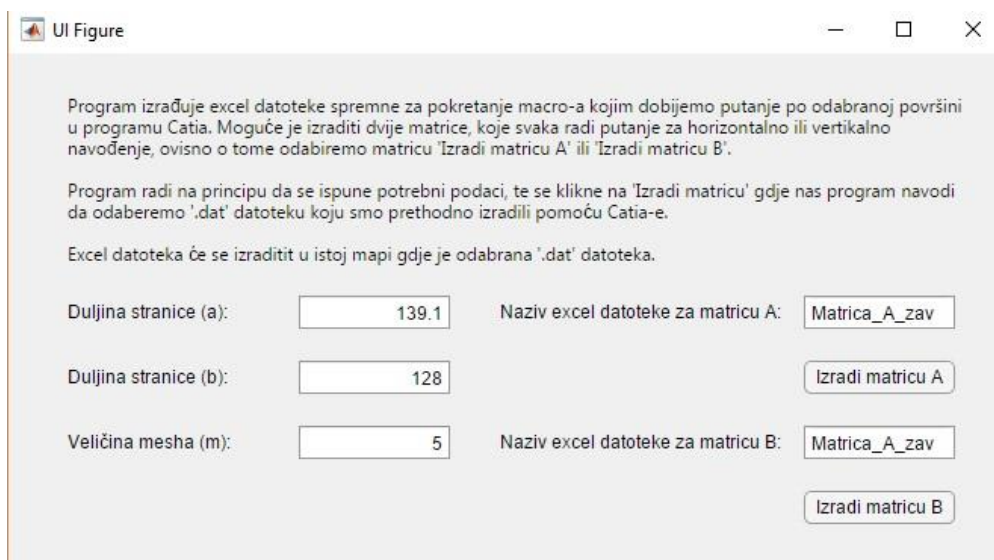 UI Figure
Program izrađuje excel datoteke spremne za pokretanje macro-a kojim dobijemo putanje po odabranoj površini
u programu Catia. Moguće je izraditi dvije matrice, koje svaka radi putanje za horizontalno ili vertikalno
navođenje, ovisno o tome odabiremo matricu 'Izradi matricu A' ili 'Izradi matricu B'.
Program radi na principu da se ispune potrebni podaci, te se klikne na 'Izradi matricu' gdje nas program navodi
da odaberemo '.dat' datoteku koju smo prethodno izradili pomoću Catia-e.
Excel datoteka će se izraditit u istoj mapi gdje je odabrana '.dat' datoteka.
Duljina stranice (a): 139.1 Naziv excel datoteke za matricu A: Matrica_A_zav
Duljina stranice (b): 128 Izradi matricu A
Veličina mesha (m): 5 Naziv excel datoteke za matricu B: Matrica_A_zav
Izradi matricu B